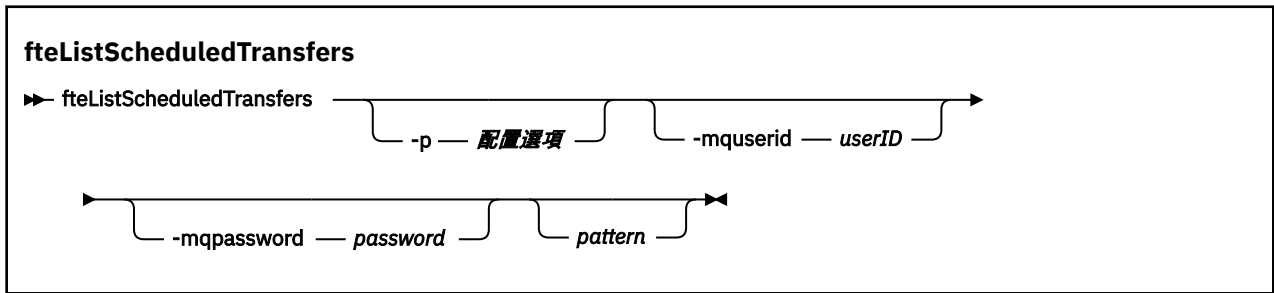 fteListScheduledTransfers
fteListScheduledTransfers
-p 配置選項 -mquserid userID
-mqpassword password pattern